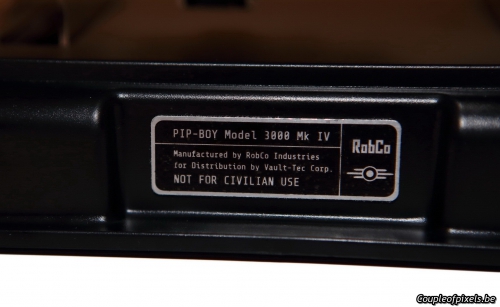 PIP-BOY Model 3000 Mk IV
Manufactured by RobCo Industries
for Distribution by Vault-Tec Corp.
NOT FOR CIVILIAN USE
RobCo
Coupleofpixels.be